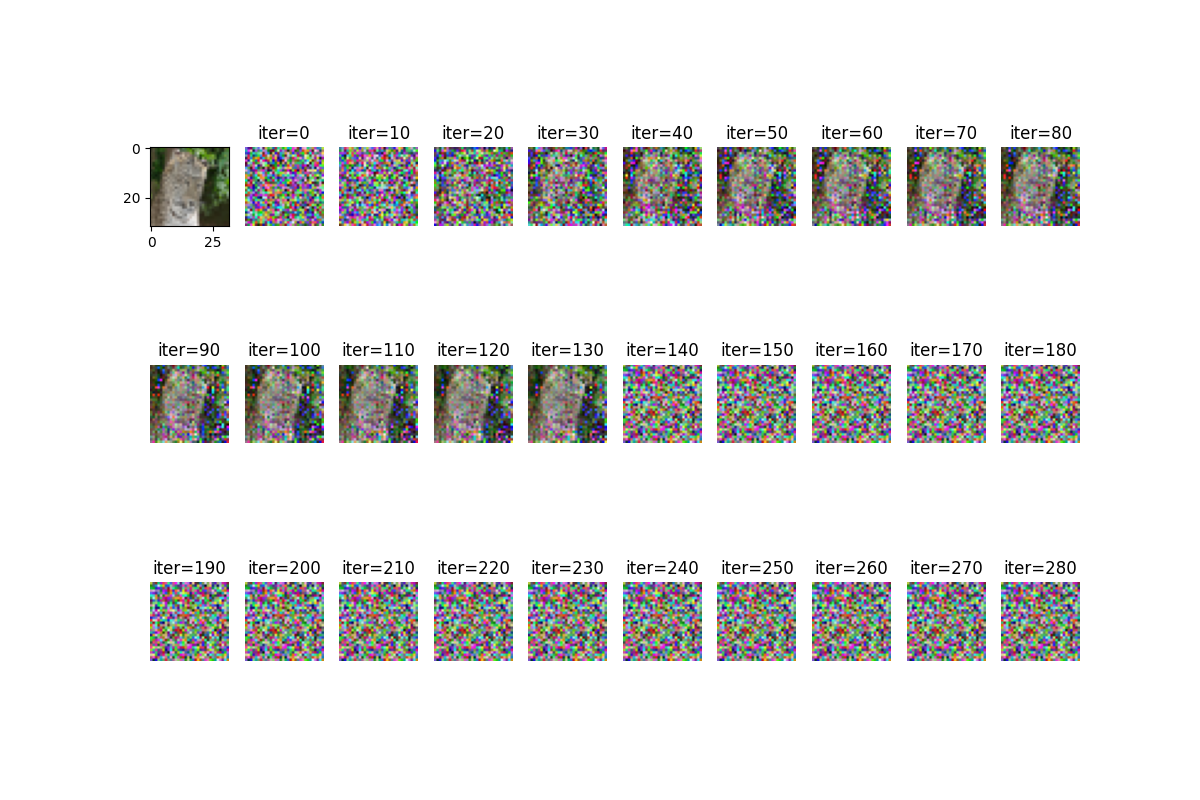 iter=0 iter=10 iter=20 iter=30 iter=40 iter=50 iter=60 iter=70 iter=80
0
20
0 25
iter=90 iter=100 iter=110 iter=120 iter=130 iter=140 iter=150 iter=160 iter=170 iter=180
iter=190 iter=200 iter=210 iter=220 iter=230 iter=240 iter=250 iter=260 iter=270 iter=280